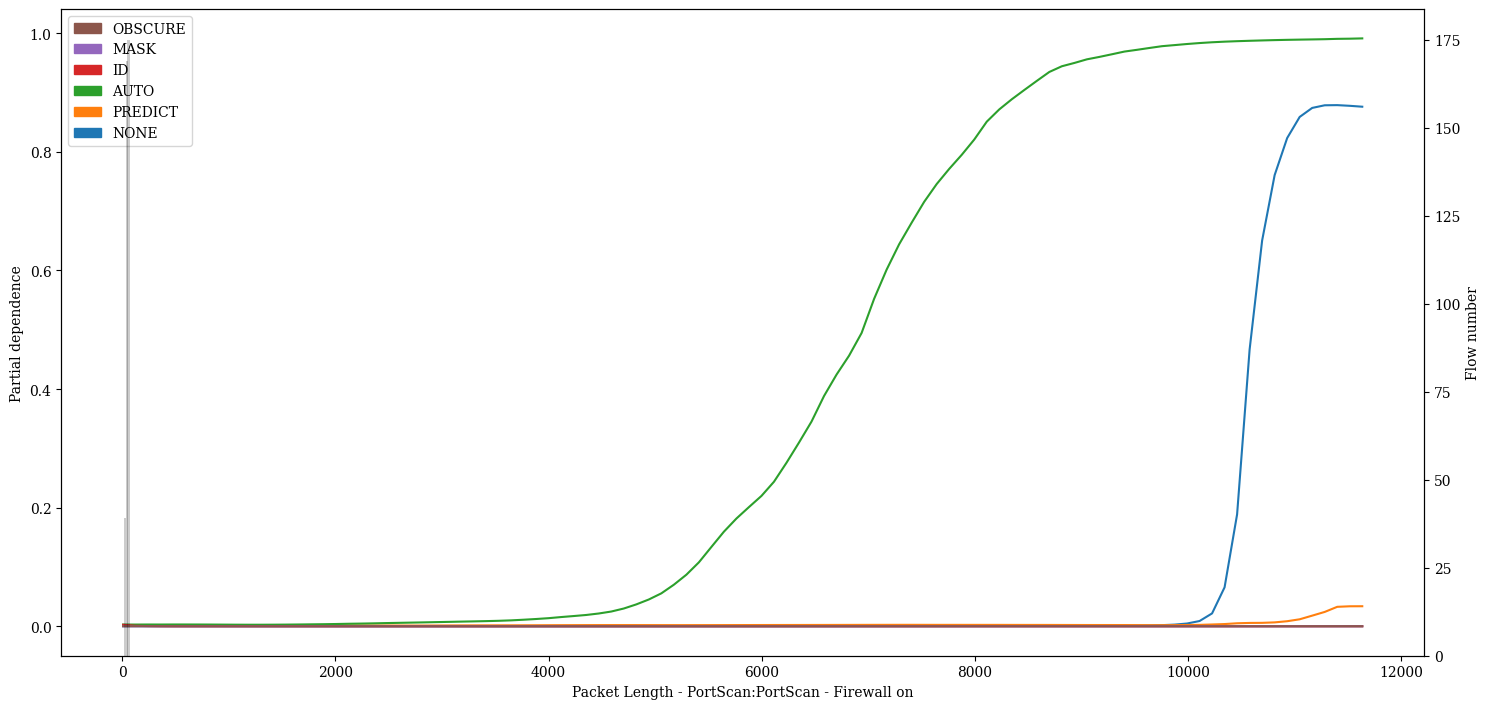 OBSCURE
MASK
ID
AUTO
PREDICT
NONE
1.0
0.8
0.6
0.4
0.2
0.0
Partial dependence
175
150
125
100
75
50
25
0
Flow number
0 2000 4000 6000 8000 10000 12000
Packet Length - PortScan:PortScan - Firewall on